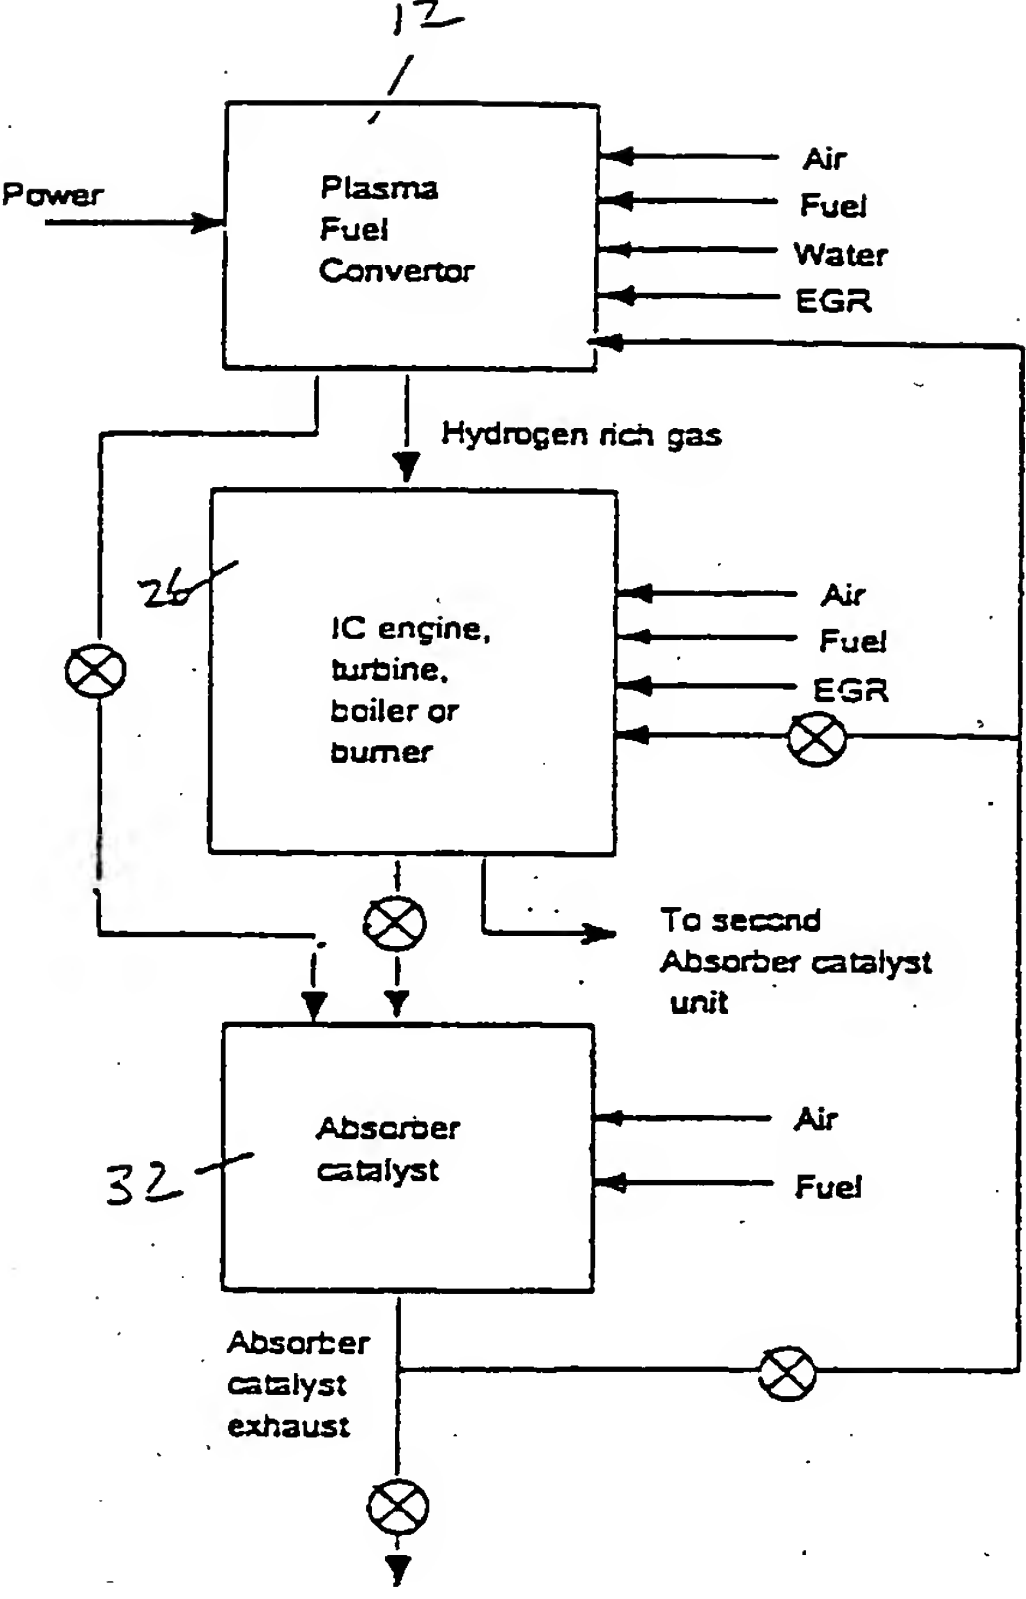 12
Power
Plasma
Fuel
Convertor
Air
Fuel
Water
EGR
Hydrogen rich gas
26
IC engine,
turbine,
boiler or
burner
Air
Fuel
EGR
To second
Absorber catalyst
unit
32
Absorber
catalyst
Air
Fuel
Absorber
catalyst
exhaust